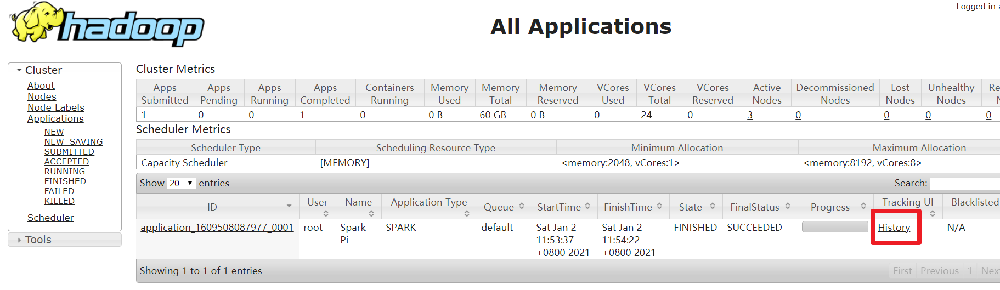 Logged in
hadoop
All Applications
Cluster
About
Nodes
Node Labels
Applications
NEW
NEW_SAVING
SUBMITTED
ACCEPTED
RUNNING
FINISHED
FAILED
KILLED
Scheduler
Tools
Cluster Metrics
Apps Submitted Apps Pending Apps Running Apps Completed Containers Running Memory Used Memory Total Memory Reserved VCores Used VCores Total VCores Reserved Active Nodes Decommissioned Nodes Lost Nodes Unhealthy Nodes
1 0 0 1 0 0 B 60 GB 0 B 0 24 0 3 0 0 0 0
Scheduler Metrics
Scheduler Type Scheduling Resource Type Minimum Allocation Maximum Allocation
Capacity Scheduler [MEMORY] <memory:2048, vCores:1> <memory:8192, vCores:8>
Show 20 entries Search:
ID User Name Application Type Queue StartTime FinishTime State FinalStatus Progress Tracking UI Blacklisted
application_1609508087977_0001 root Spark Pi SPARK default Sat Jan 2 11:53:37 +0800 2021 Sat Jan 2 11:54:22 +0800 2021 FINISHED SUCCEEDED History N/A
Showing 1 to 1 of 1 entries First Previous 1